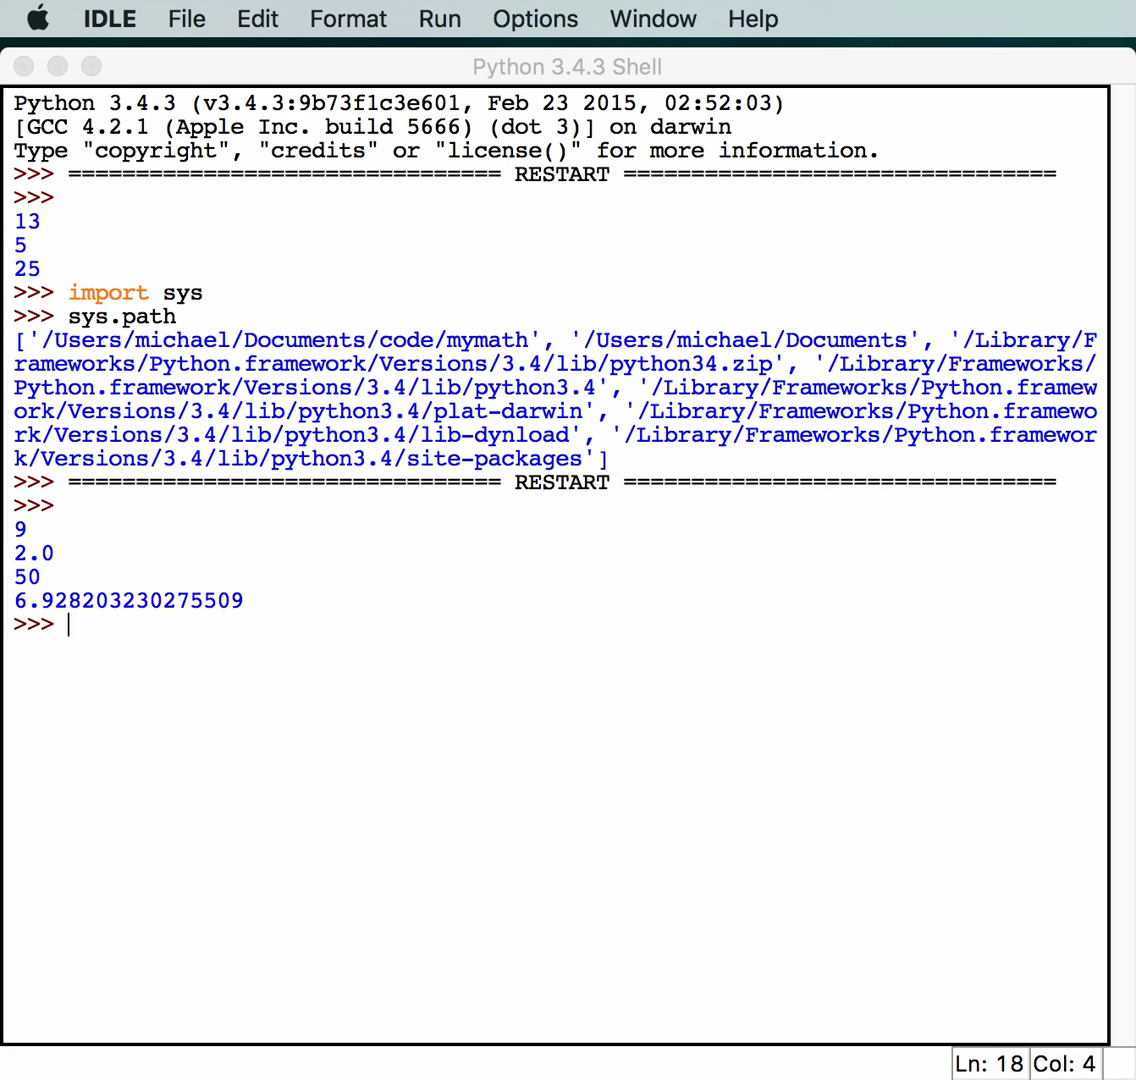 IDLE File Edit Format Run Options Window Help
Python 3.4.3 Shell
Python 3.4.3 (v3.4.3:9b73f1c3e601, Feb 23 2015, 02:52:03)
[GCC 4.2.1 (Apple Inc. build 5666) (dot 3)] on darwin
Type "copyright", "credits" or "license()" for more information.
>>> ================================ RESTART ================================
>>>
13
5
25
>>> import sys
>>> sys.path
['/Users/michael/Documents/code/mymath', '/Users/michael/Documents', '/Library/F
rameworks/Python.framework/Versions/3.4/lib/python34.zip', '/Library/Frameworks/
Python.framework/Versions/3.4/lib/python3.4', '/Library/Frameworks/Python.framew
ork/Versions/3.4/lib/python3.4/plat-darwin', '/Library/Frameworks/Python.framewo
rk/Versions/3.4/lib/python3.4/lib-dynload', '/Library/Frameworks/Python.framewor
k/Versions/3.4/lib/python3.4/site-packages']
>>> ================================ RESTART ================================
>>>
9
2.0
50
6.928203230275509
>>>
Ln: 18 Col: 4